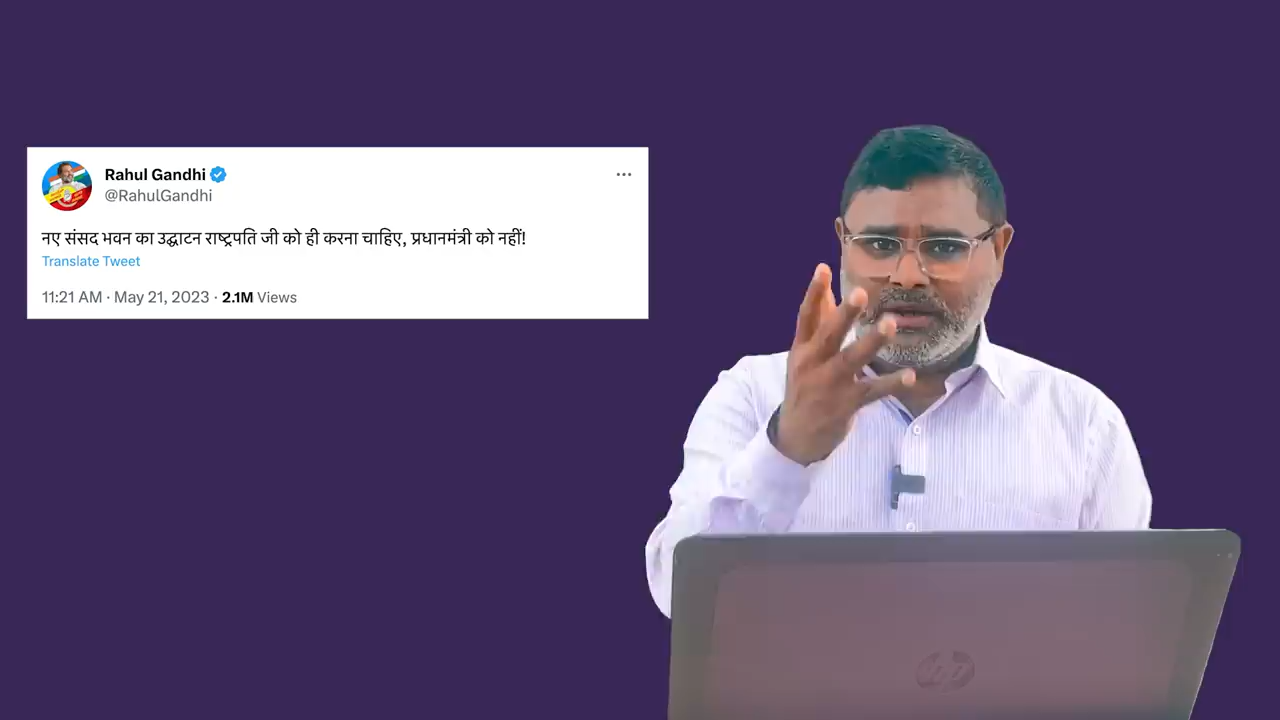 Rahul Gandhi
@RahulGandhi
नए संसद भवन का उद्घाटन राष्ट्रपति जी को ही करना चाहिए, प्रधानमंत्री को नहीं!
Translate Tweet
11:21 AM · May 21, 2023 · 2.1M Views
hp